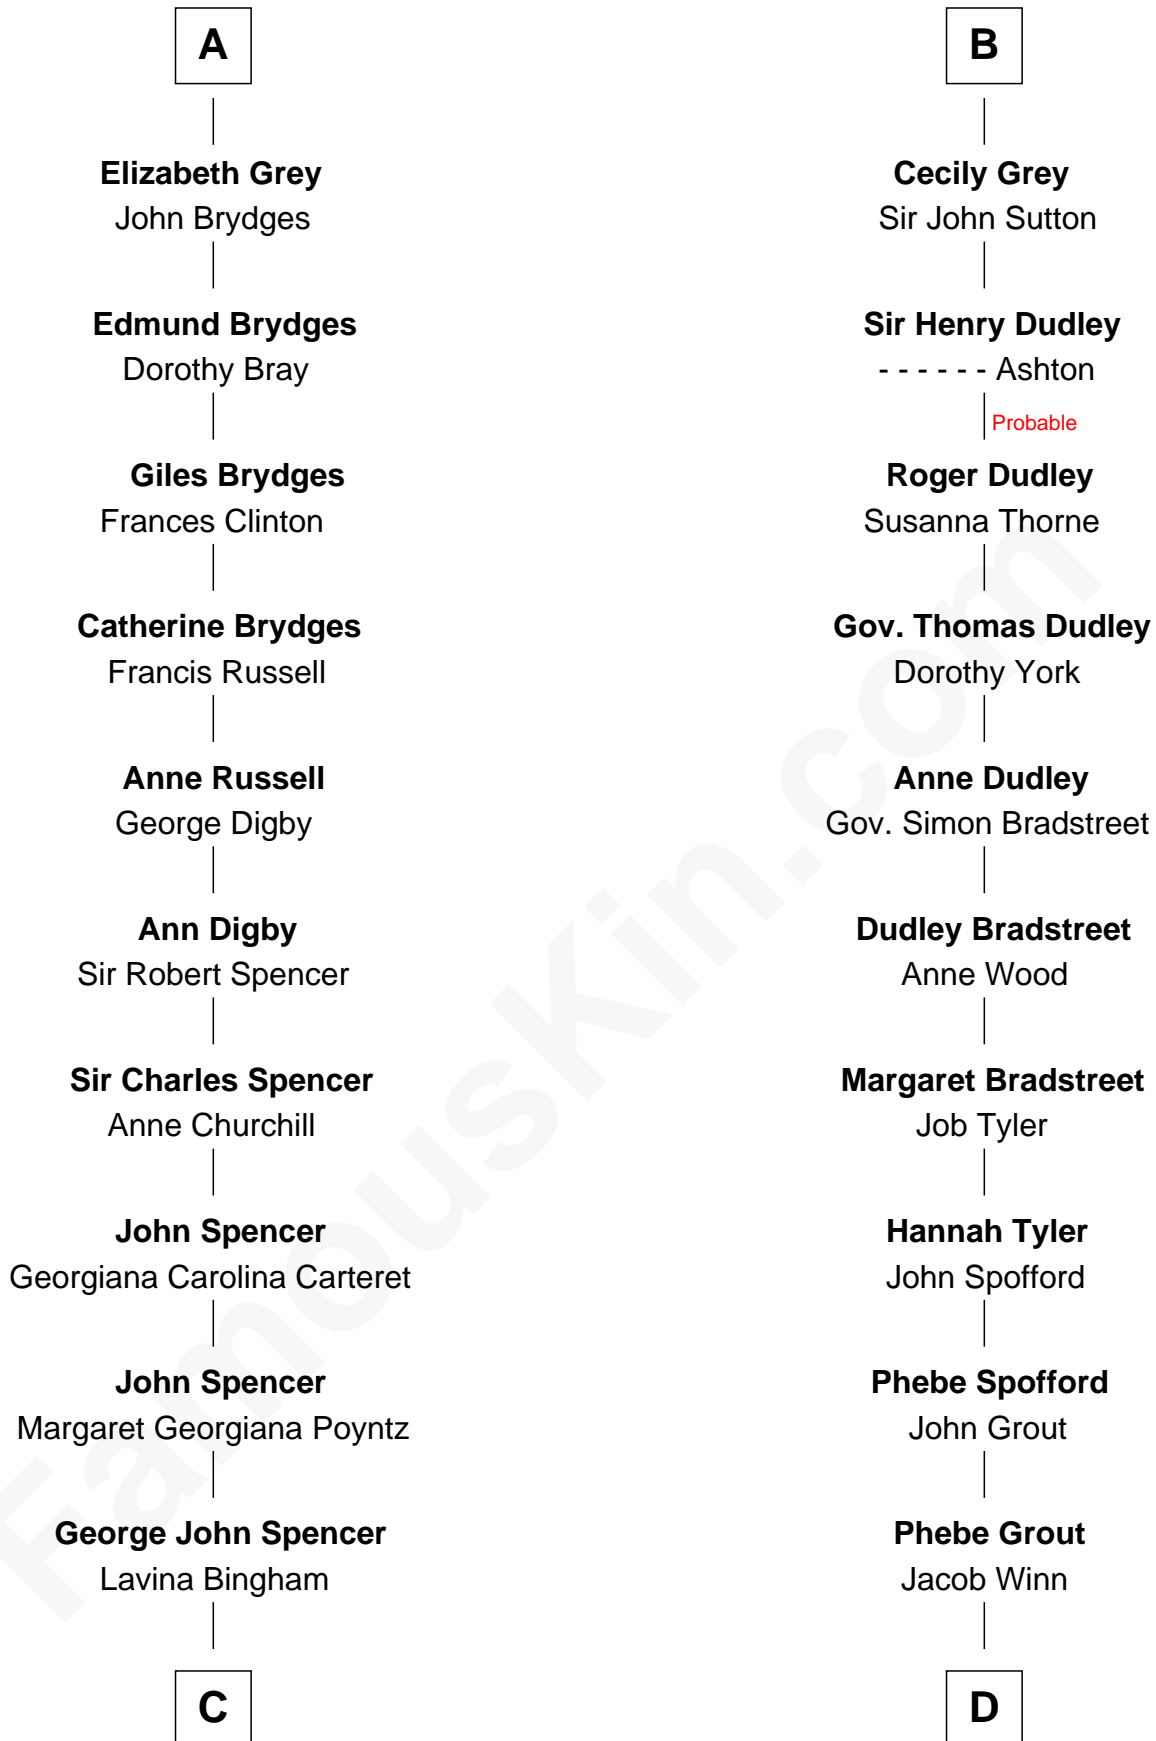 A
Elizabeth Grey
John Brydges
Edmund Brydges
Dorothy Bray
Giles Brydges
Frances Clinton
Catherine Brydges
Francis Russell
Anne Russell
George Digby
Ann Digby
Sir Robert Spencer
Sir Charles Spencer
Anne Churchill
John Spencer
Georgiana Carolina Carteret
John Spencer
Margaret Georgiana Poyntz
George John Spencer
Lavina Bingham
C
B
Cecily Grey
Sir John Sutton
Sir Henry Dudley
- - - - - - Ashton
Probable
Roger Dudley
Susanna Thorne
Gov. Thomas Dudley
Dorothy York
Anne Dudley
Gov. Simon Bradstreet
Dudley Bradstreet
Anne Wood
Margaret Bradstreet
Job Tyler
Hannah Tyler
John Spofford
Phebe Spofford
John Grout
Phebe Grout
Jacob Winn
D
FamousKin.com